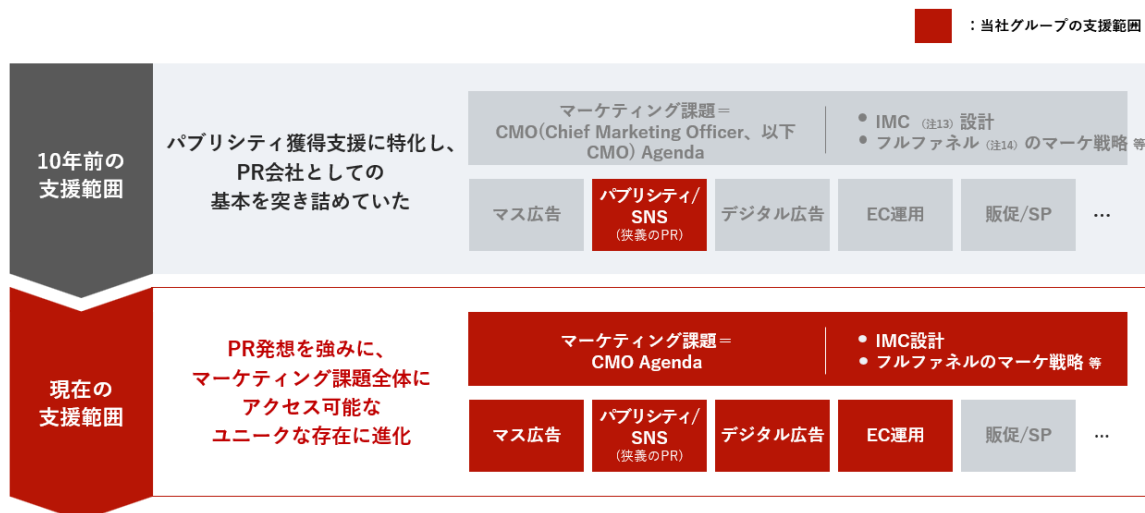 ：当社グループの支援範囲
10年前の
支援範囲
パブリシティ獲得支援に特化し、
PR会社としての
基本を突き詰めていた
マーケティング課題＝
CMO(Chief Marketing Officer、以下
CMO) Agenda
● IMC （注13） 設計
● フルファネル （注14） のマーケ戦略 等
マス広告
パブリシティ/
SNS
（狭義のPR）
デジタル広告
EC運用
販促/SP
…
現在の
支援範囲
PR発想を強みに、
マーケティング課題全体に
アクセス可能な
ユニークな存在に進化
マーケティング課題＝
CMO Agenda
● IMC設計
● フルファネルのマーケ戦略 等
マス広告
パブリシティ/
SNS
（狭義のPR）
デジタル広告
EC運用
販促/SP
…